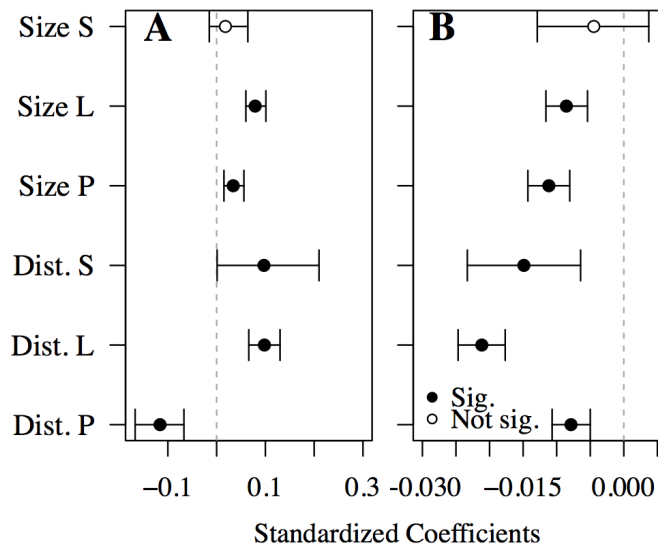 A
B
Size S
Size L
Size P
Dist. S
Dist. L
Dist. P
Sig.
Not sig.
−0.1 0.1 0.3 -0.030 -0.015 0.000
Standardized Coefficients